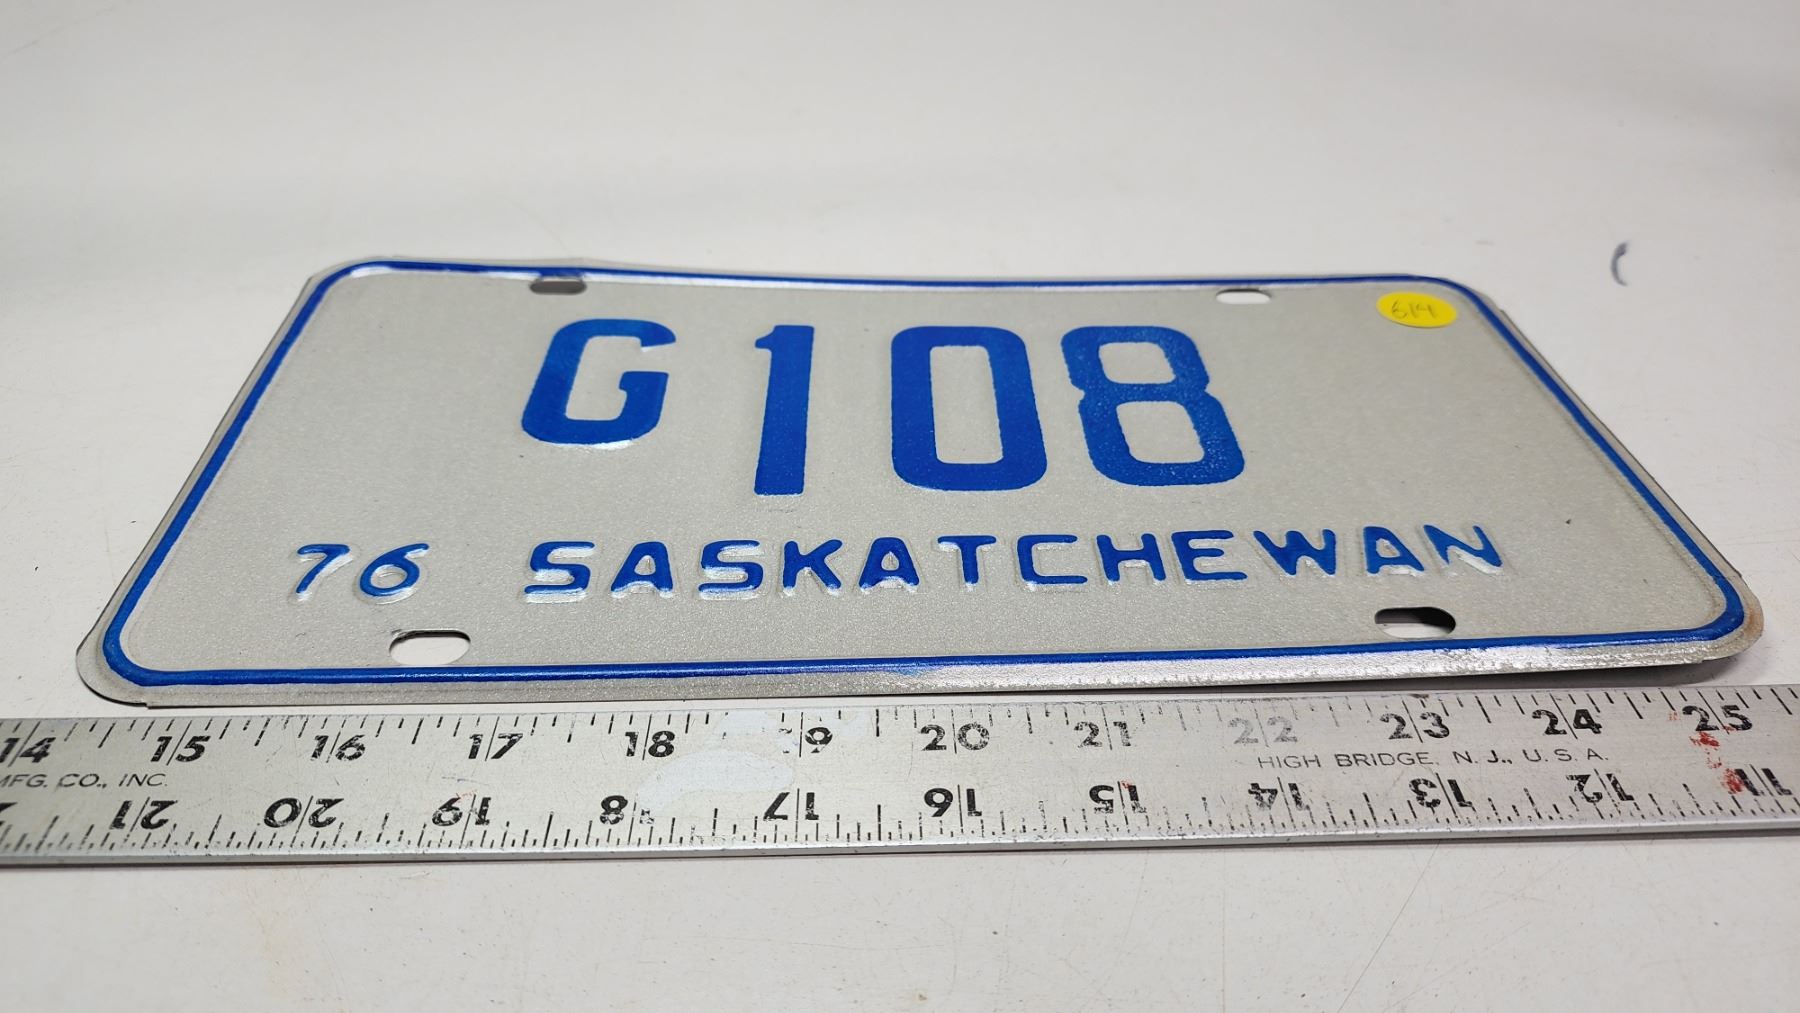 G 108
614
76 SASKATCHEWAN
14 15 16 17 18 19 20 21 22 23 24 25
MFG. CO., INC. HIGH BRIDGE, N. J., U. S. A.
21 20 19 18 17 16 15 14 13 12 11